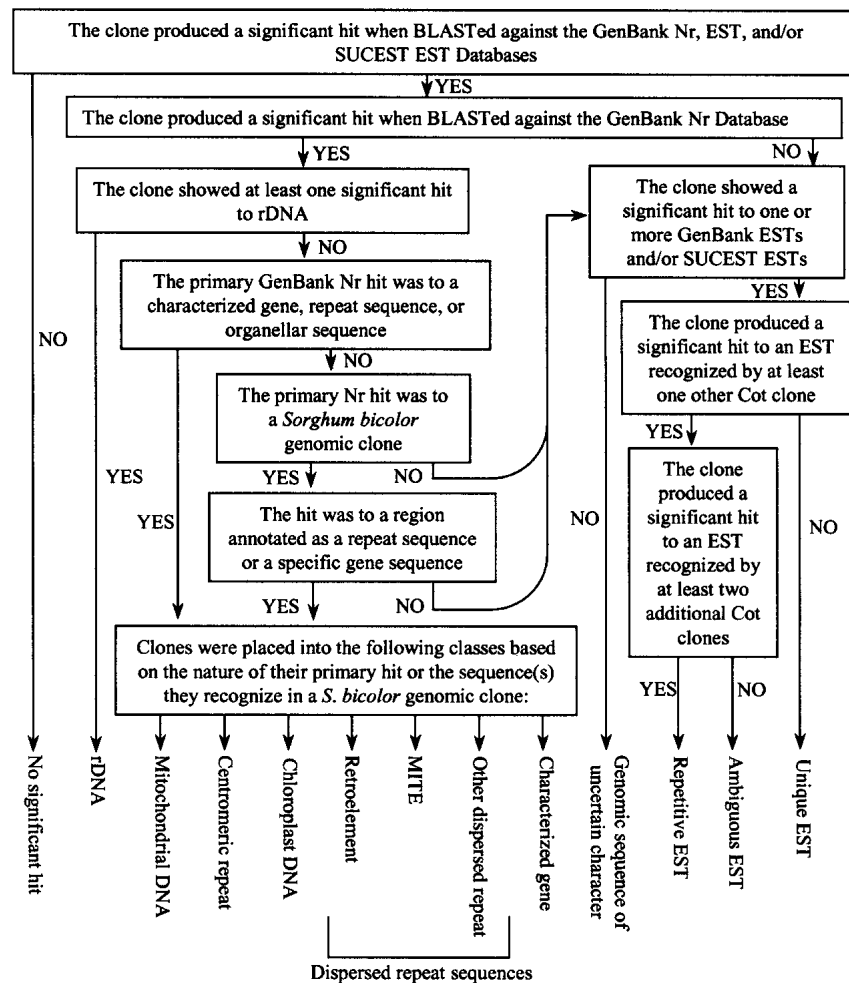 The clone produced a significant hit when BLASTed against the GenBank Nr, EST, and/or
SUCEST EST Databases
YES
The clone produced a significant hit when BLASTed against the GenBank Nr Database
YES
NO
The clone showed at least one significant hit
to rDNA
The clone showed a
significant hit to one or
more GenBank ESTs
and/or SUCEST ESTs
NO
The primary GenBank Nr hit was to a
characterized gene, repeat sequence, or
organellar sequence
YES
NO
NO
The clone produced a
significant hit to an EST
recognized by at least
one other Cot clone
The primary Nr hit was to
a Sorghum bicolor
genomic clone
YES
YES
NO
YES
YES
The hit was to a region
annotated as a repeat sequence
or a specific gene sequence
The clone
produced a
significant hit
to an EST
recognized by
at least two
additional Cot
clones
NO
NO
YES
NO
Clones were placed into the following classes based
on the nature of their primary hit or the sequence(s)
they recognize in a S. bicolor genomic clone:
YES
NO
No significant hit
rDNA
Mitochondrial DNA
Centromeric repeat
Chloroplast DNA
Retroelement
MITE
Other dispersed repeat
Characterized gene
Genomic sequence of
uncertain character
Repetitive EST
Ambiguous EST
Unique EST
Dispersed repeat sequences